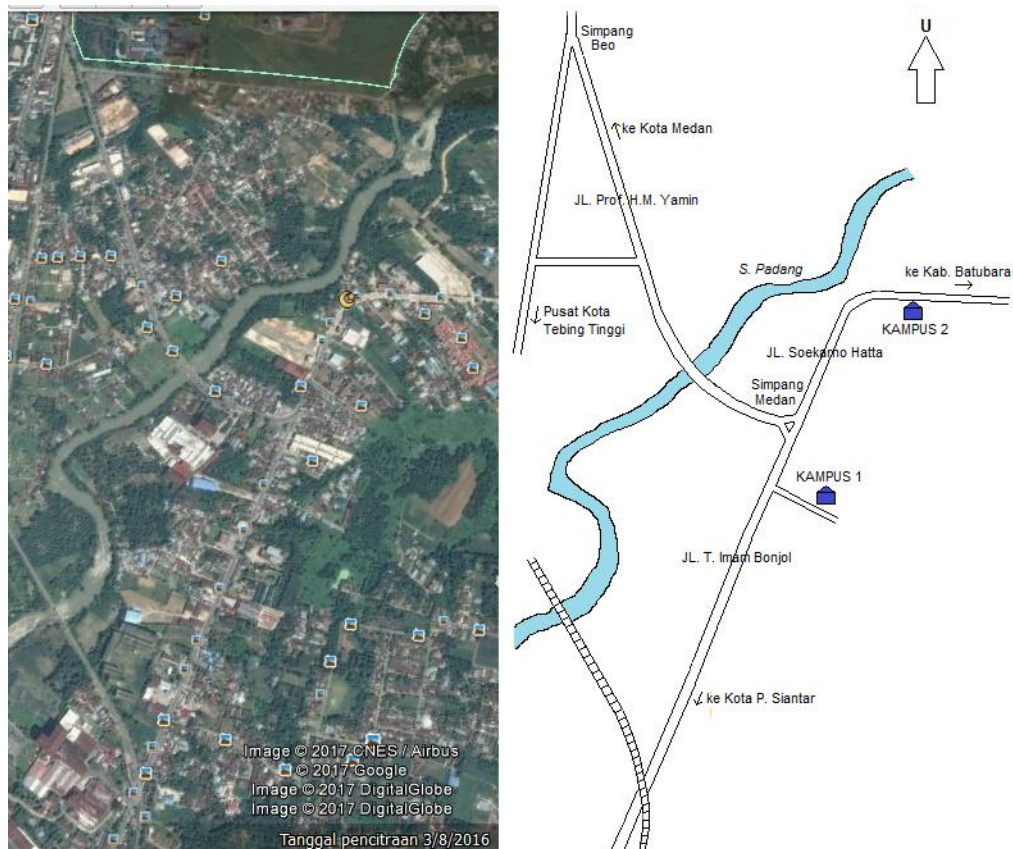 Image © 2017 CNES / Airbus
© 2017 Google
Image © 2017 DigitalGlobe
Image © 2017 DigitalGlobe
Tanggal pencitraan 3/8/2016
Simpang
Beo
U
ke Kota Medan
JL. Prof. H.M. Yamin
S. Padang
ke Kab. Batubara
Pusat Kota
Tebing Tinggi
KAMPUS 2
JL. Soekarno Hatta
Simpang
Medan
KAMPUS 1
JL. T. Imam Bonjol
ke Kota P. Siantar